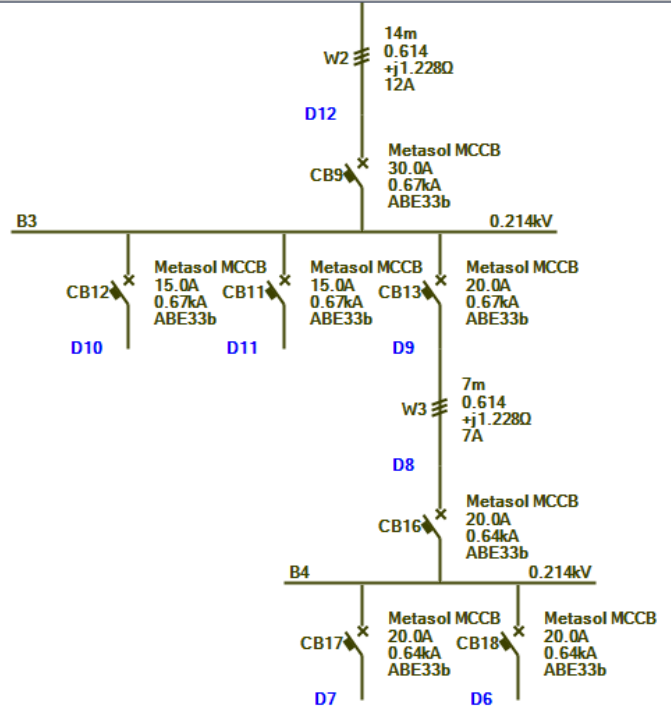 14m
W2
0.614
+j1.228Ω
12A
D12
Metasol MCCB
CB9
30.0A
0.67kA
ABE33b
B3
0.214kV
Metasol MCCB
CB12
15.0A
0.67kA
ABE33b
D10
Metasol MCCB
CB11
15.0A
0.67kA
ABE33b
D11
Metasol MCCB
CB13
20.0A
0.67kA
ABE33b
D9
7m
W3
0.614
+j1.228Ω
7A
D8
Metasol MCCB
CB16
20.0A
0.64kA
ABE33b
B4
0.214kV
Metasol MCCB
CB17
20.0A
0.64kA
ABE33b
D7
Metasol MCCB
CB18
20.0A
0.64kA
ABE33b
D6